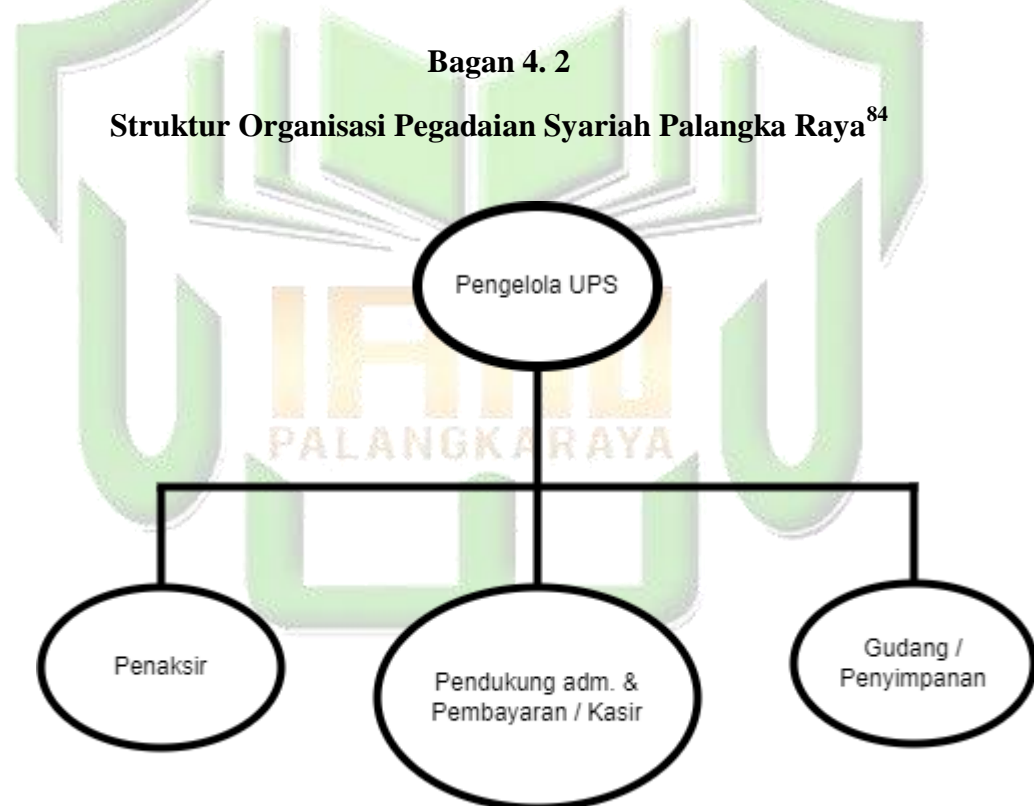 Bagan 4. 2
Struktur Organisasi Pegadaian Syariah Palangka Raya84
Pengelola UPS
PALANGKARAYA
Penaksir
Pendukung adm. &
Pembayaran / Kasir
Gudang /
Penyimpanan